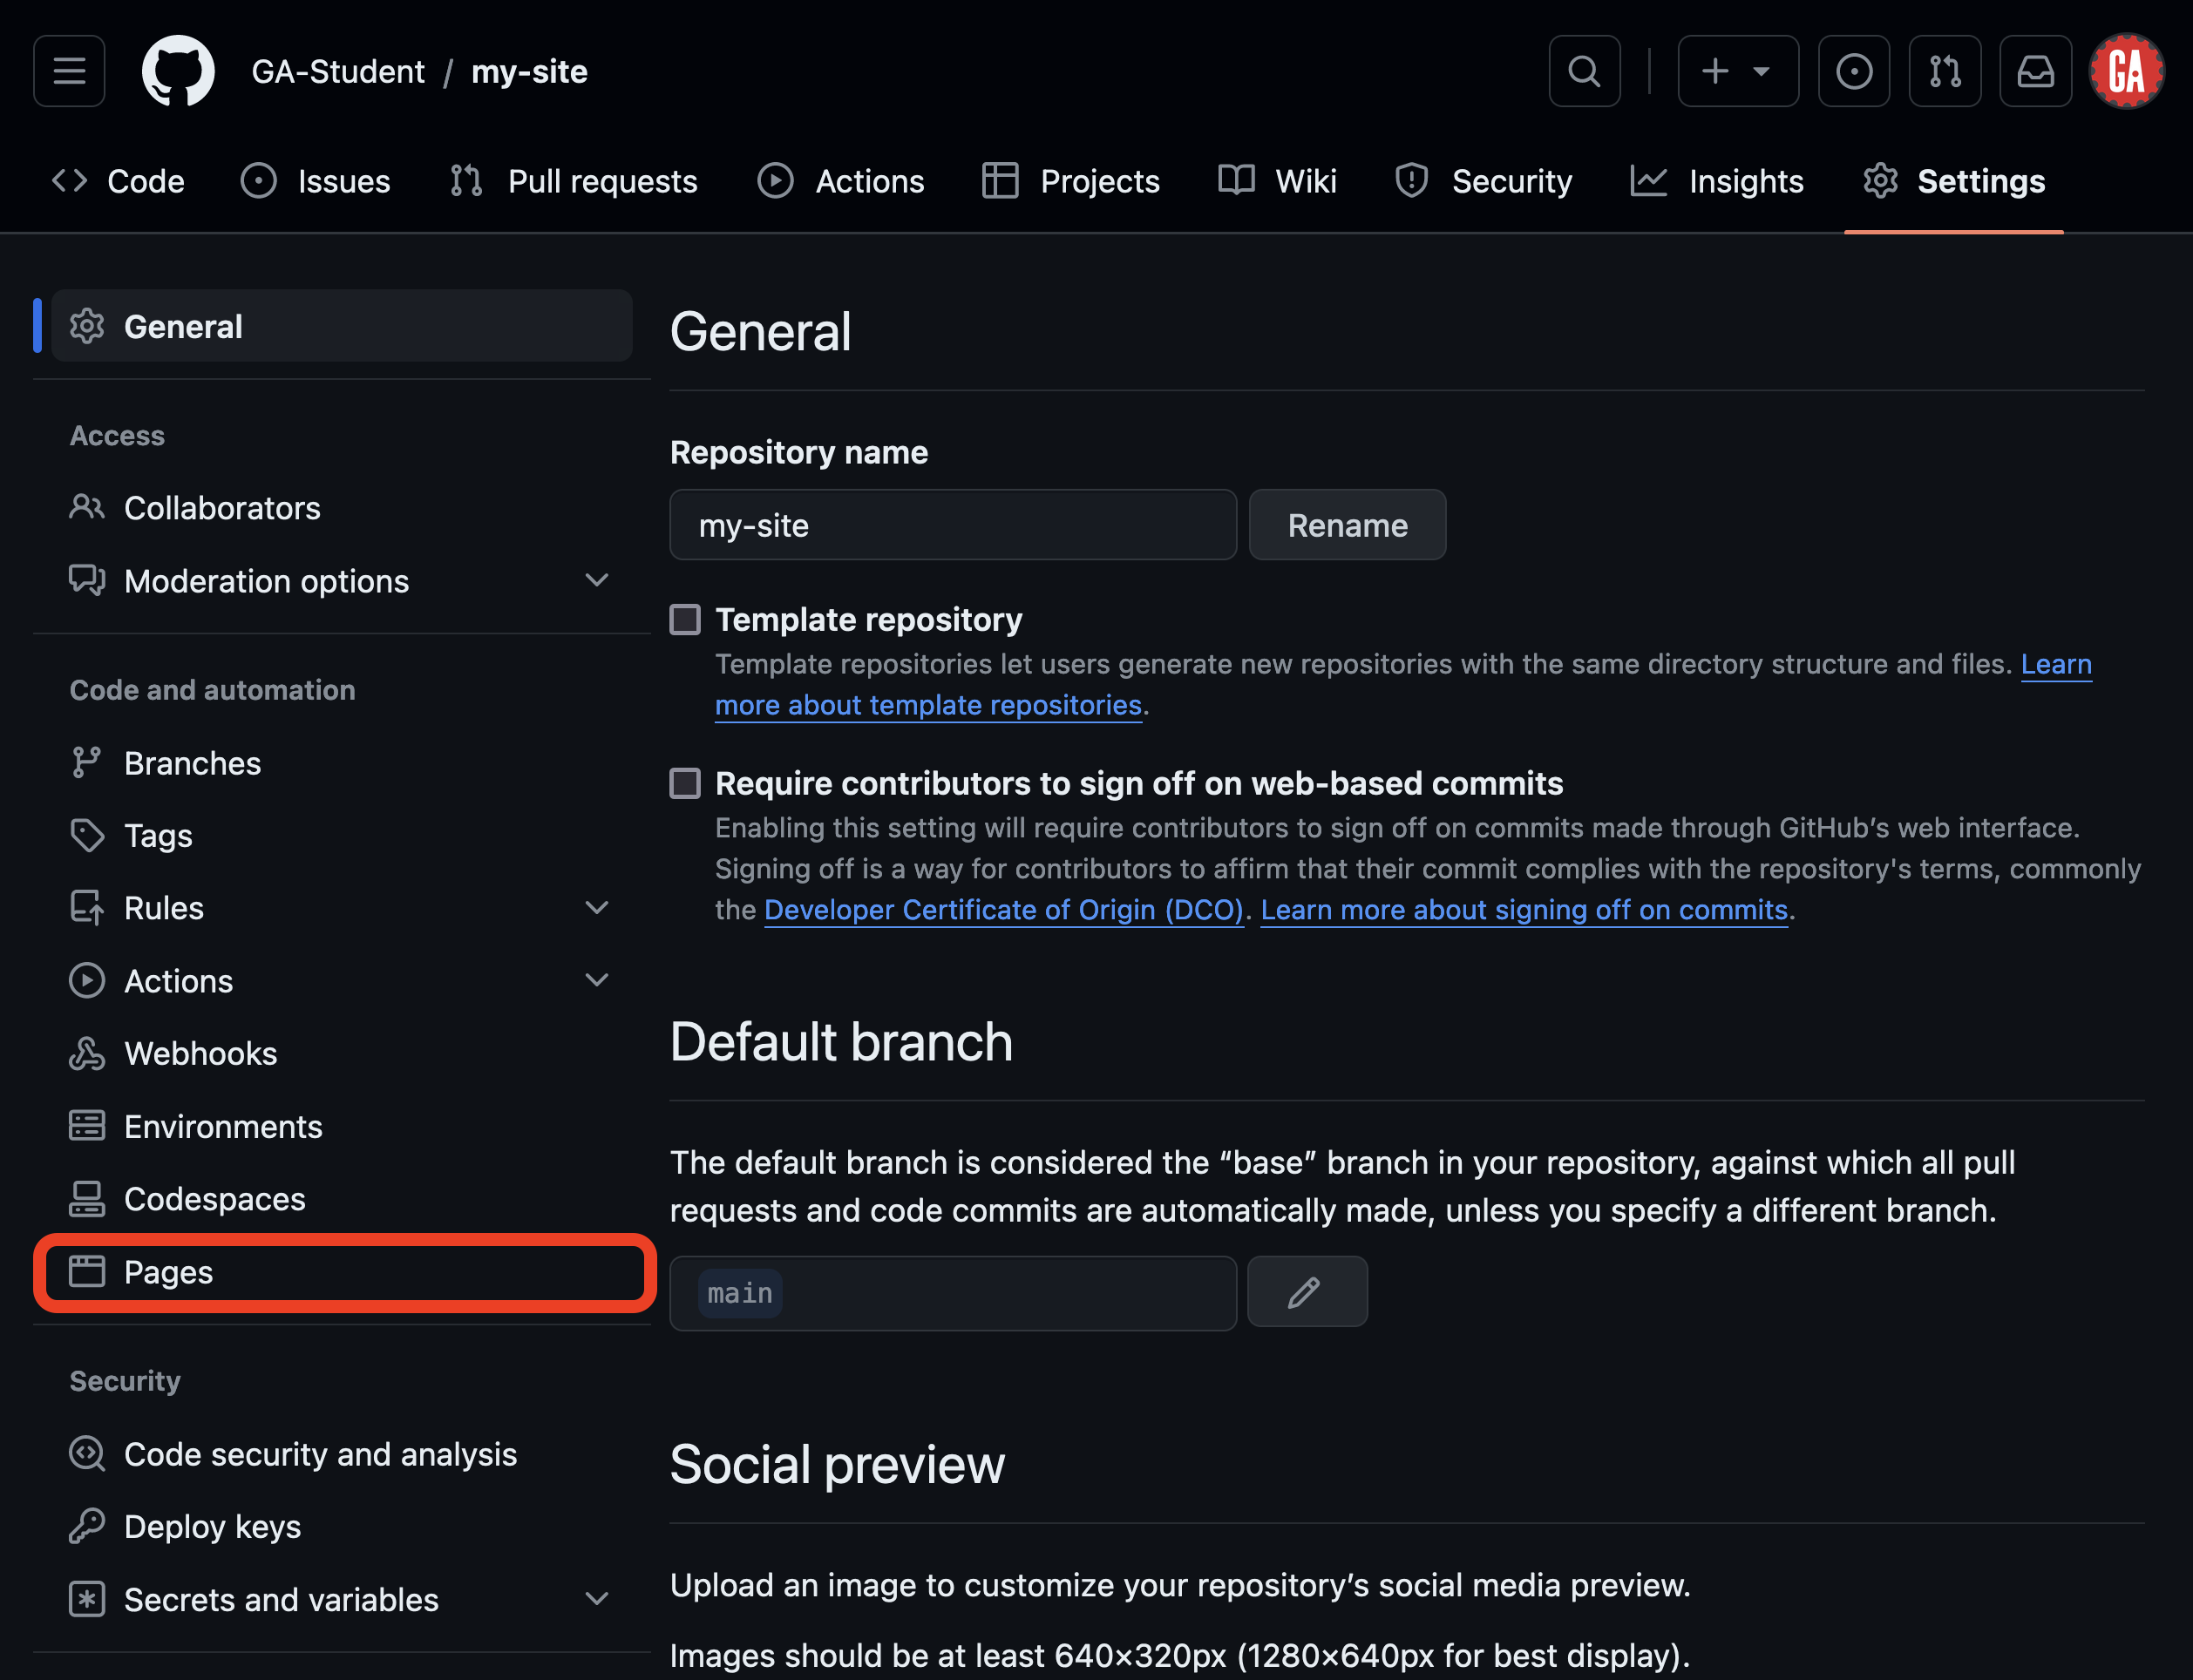 GA-Student / my-site
GA
Code Issues Pull requests Actions Projects Wiki Security Insights Settings
General
Access
Collaborators
Moderation options
Code and automation
Branches
Tags
Rules
Actions
Webhooks
Environments
Codespaces
Pages
Security
Code security and analysis
Deploy keys
Secrets and variables
General
Repository name
my-site Rename
Template repository
Template repositories let users generate new repositories with the same directory structure and files. Learn
more about template repositories.
Require contributors to sign off on web-based commits
Enabling this setting will require contributors to sign off on commits made through GitHub’s web interface.
Signing off is a way for contributors to affirm that their commit complies with the repository's terms, commonly
the Developer Certificate of Origin (DCO). Learn more about signing off on commits.
Default branch
The default branch is considered the “base” branch in your repository, against which all pull
requests and code commits are automatically made, unless you specify a different branch.
main
Social preview
Upload an image to customize your repository’s social media preview.
Images should be at least 640×320px (1280×640px for best display).